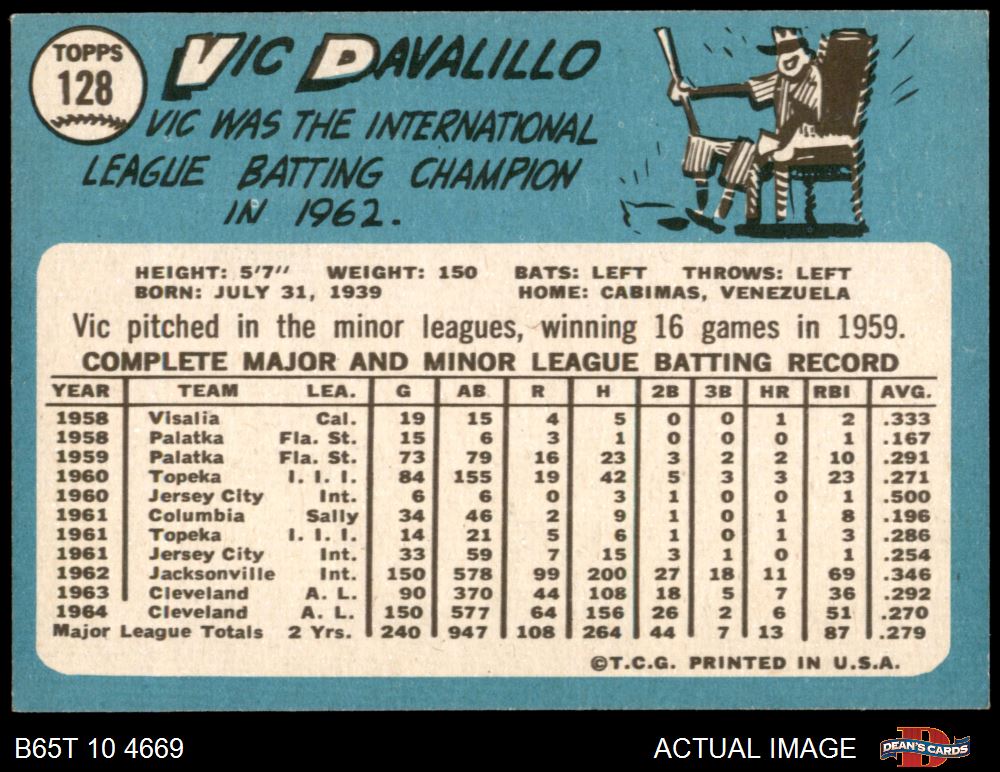 TOPPS
128
VIC DAVALILLO
VIC WAS THE INTERNATIONAL
LEAGUE BATTING CHAMPION
IN 1962.
HEIGHT: 5'7" WEIGHT: 150 BATS: LEFT THROWS: LEFT
BORN: JULY 31, 1939 HOME: CABIMAS, VENEZUELA
Vic pitched in the minor leagues, winning 16 games in 1959.
COMPLETE MAJOR AND MINOR LEAGUE BATTING RECORD
YEAR TEAM LEA. G AB R H 2B 3B HR RBI AVG.
1958 Visalia Cal. 19 15 4 5 0 0 1 2 .333
1958 Palatka Fla. St. 15 6 3 1 0 0 0 1 .167
1959 Palatka Fla. St. 73 79 16 23 3 2 2 10 .291
1960 Topeka I. I. I. 84 155 19 42 5 3 3 23 .271
1960 Jersey City Int. 6 6 0 3 1 0 0 1 .500
1961 Columbia Sally 34 46 2 9 1 0 1 8 .196
1961 Topeka I. I. I. 14 21 5 6 1 0 1 3 .286
1961 Jersey City Int. 33 59 7 15 3 1 0 1 .254
1962 Jacksonville Int. 150 578 99 200 27 18 11 69 .346
1963 Cleveland A. L. 90 370 44 108 18 5 7 36 .292
1964 Cleveland A. L. 150 577 64 156 26 2 6 51 .270
Major League Totals 2 Yrs. 240 947 108 264 44 7 13 87 .279
©T.C.G. PRINTED IN U.S.A.
B65T 10 4669 ACTUAL IMAGE DEAN'S CARDS